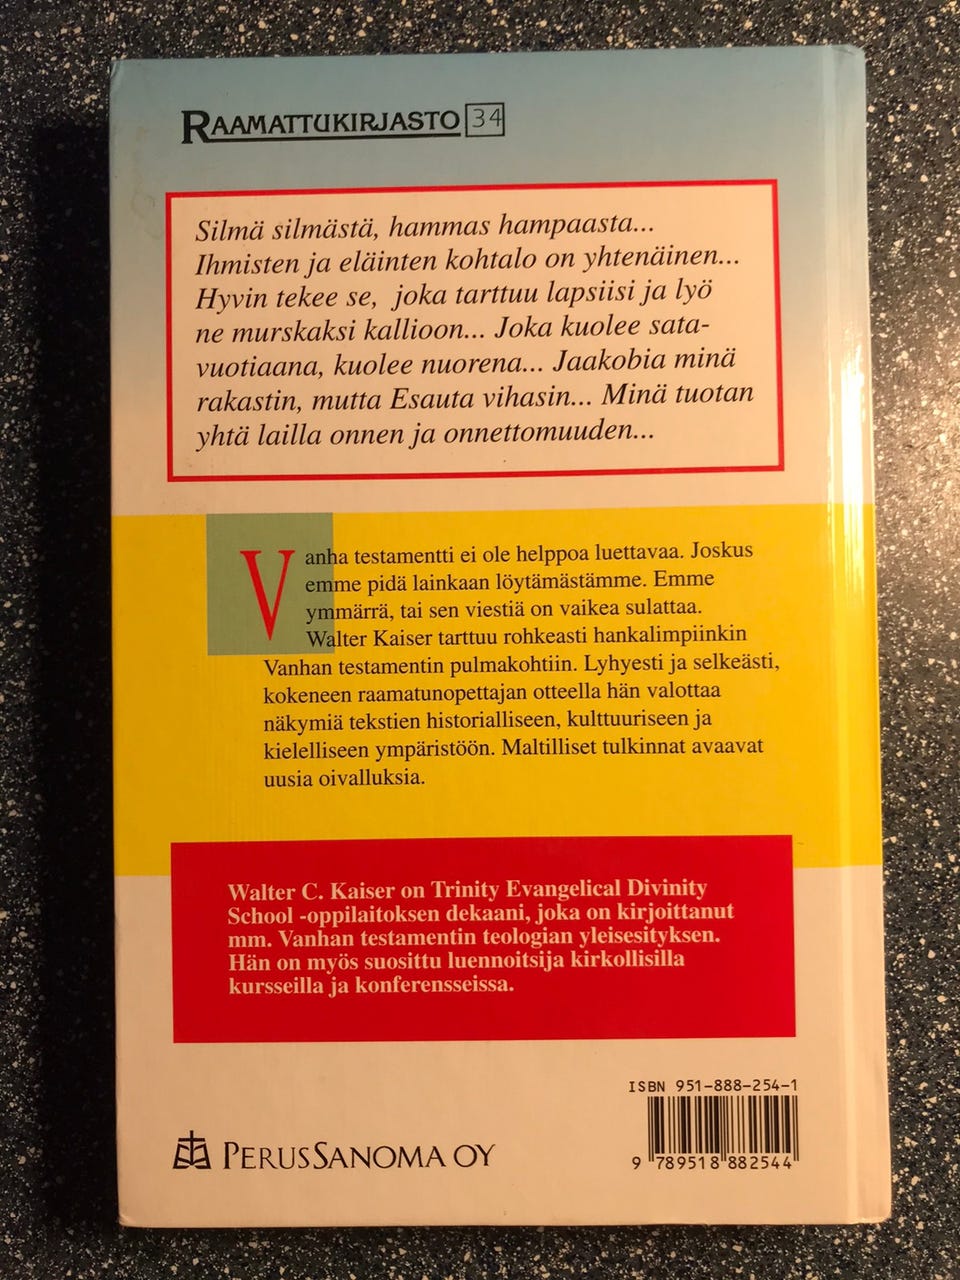 RAAMATTUKIRJASTO 34
Silmä silmästä, hammas hampaasta...
Ihmisten ja eläinten kohtalo on yhtenäinen...
Hyvin tekee se, joka tarttuu lapsiisi ja lyö
ne murskaksi kallioon... Joka kuolee sata-
vuotiaana, kuolee nuorena... Jaakobia minä
rakastin, mutta Esauta vihasin... Minä tuotan
yhtä lailla onnen ja onnettomuuden...
Vanha testamentti ei ole helppoa luettavaa. Joskus
emme pidä lainkaan löytämästämme. Emme
ymmärrä, tai sen viestiä on vaikea sulattaa.
Walter Kaiser tarttuu rohkeasti hankalimpiinkin
Vanhan testamentin pulmakohtiin. Lyhyesti ja selkeästi,
kokeneen raamatunopettajan otteella hän valottaa
näkymiä tekstien historialliseen, kulttuuriseen ja
kielelliseen ympäristöön. Maltilliset tulkinnat avaavat
uusia oivalluksia.
Walter C. Kaiser on Trinity Evangelical Divinity
School -oppilaitoksen dekaani, joka on kirjoittanut
mm. Vanhan testamentin teologian yleisesityksen.
Hän on myös suosittu luennoitsija kirkollisilla
kursseilla ja konferensseissa.
ISBN 951-888-254-1
9 789518 882544
PERUSSANOMA OY